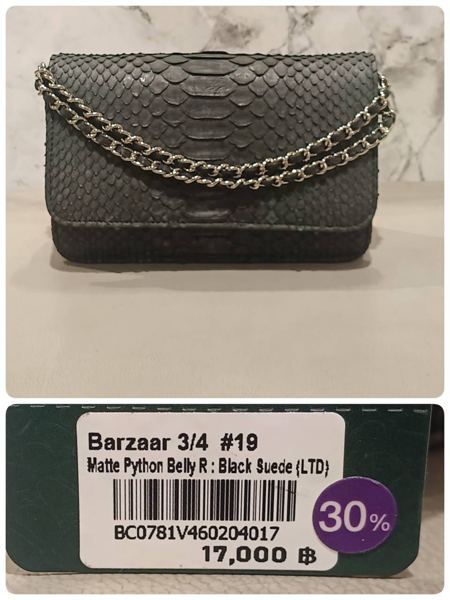 Barzaar 3/4 #19
Matte Python Belly R : Black Suede {LTD}
BC0781V460204017
17,000 ฿
30%